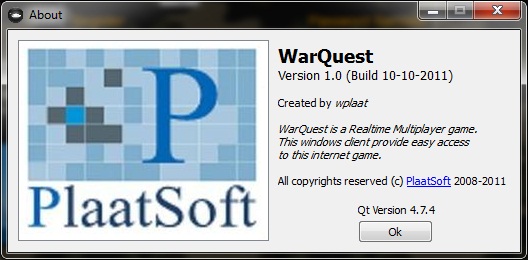 About
P
PlaatSoft
WarQuest
Version 1.0 (Build 10-10-2011)
Created by wplaat
WarQuest is a Realtime Multiplayer game.
This windows client provide easy access
to this internet game.
All copyrights reserved (c) PlaatSoft 2008-2011
Qt Version 4.7.4
Ok